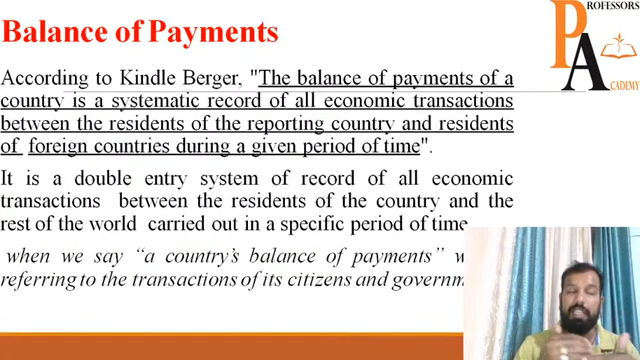 Balance of Payments
PROFESSORS
PA
ACADEMY
According to Kindle Berger, "The balance of payments of a
country is a systematic record of all economic transactions
between the residents of the reporting country and residents
of foreign countries during a given period of time".
It is a double entry system of record of all economic
transactions between the residents of the country and the
rest of the world carried out in a specific period of time
when we say "a country's balance of payments"
referring to the transactions of its citizens and